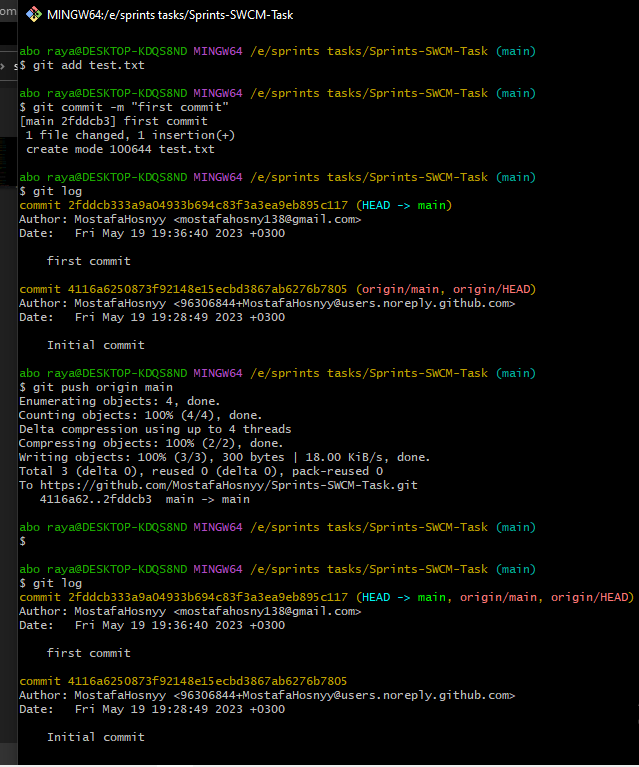 om
MINGW64:/e/sprints tasks/Sprints-SWCM-Task
abo raya@DESKTOP-KDQS8ND MINGW64 /e/sprints tasks/Sprints-SWCM-Task (main)
$ git add test.txt
abo raya@DESKTOP-KDQS8ND MINGW64 /e/sprints tasks/Sprints-SWCM-Task (main)
$ git commit -m "first commit"
[main 2fddcb3] first commit
1 file changed, 1 insertion(+)
create mode 100644 test.txt
abo raya@DESKTOP-KDQS8ND MINGW64 /e/sprints tasks/Sprints-SWCM-Task (main)
$ git log
commit 2fddcb333a9a04933b694c83f3a3ea9eb895c117 (HEAD -> main)
Author: MostafaHosnyy <mostafahosny138@gmail.com>
Date:   Fri May 19 19:36:40 2023 +0300
first commit
commit 4116a6250873f92148e15ecbd3867ab6276b7805 (origin/main, origin/HEAD)
Author: MostafaHosnyy <96306844+MostafaHosnyy@users.noreply.github.com>
Date:   Fri May 19 19:28:49 2023 +0300
Initial commit
abo raya@DESKTOP-KDQS8ND MINGW64 /e/sprints tasks/Sprints-SWCM-Task (main)
$ git push origin main
Enumerating objects: 4, done.
Counting objects: 100% (4/4), done.
Delta compression using up to 4 threads
Compressing objects: 100% (2/2), done.
Writing objects: 100% (3/3), 300 bytes | 18.00 KiB/s, done.
Total 3 (delta 0), reused 0 (delta 0), pack-reused 0
To https://github.com/MostafaHosnyy/Sprints-SWCM-Task.git
4116a62..2fddcb3  main -> main
abo raya@DESKTOP-KDQS8ND MINGW64 /e/sprints tasks/Sprints-SWCM-Task (main)
$
abo raya@DESKTOP-KDQS8ND MINGW64 /e/sprints tasks/Sprints-SWCM-Task (main)
$ git log
commit 2fddcb333a9a04933b694c83f3a3ea9eb895c117 (HEAD -> main, origin/main, origin/HEAD)
Author: MostafaHosnyy <mostafahosny138@gmail.com>
Date:   Fri May 19 19:36:40 2023 +0300
first commit
commit 4116a6250873f92148e15ecbd3867ab6276b7805
Author: MostafaHosnyy <96306844+MostafaHosnyy@users.noreply.github.com>
Date:   Fri May 19 19:28:49 2023 +0300
Initial commit